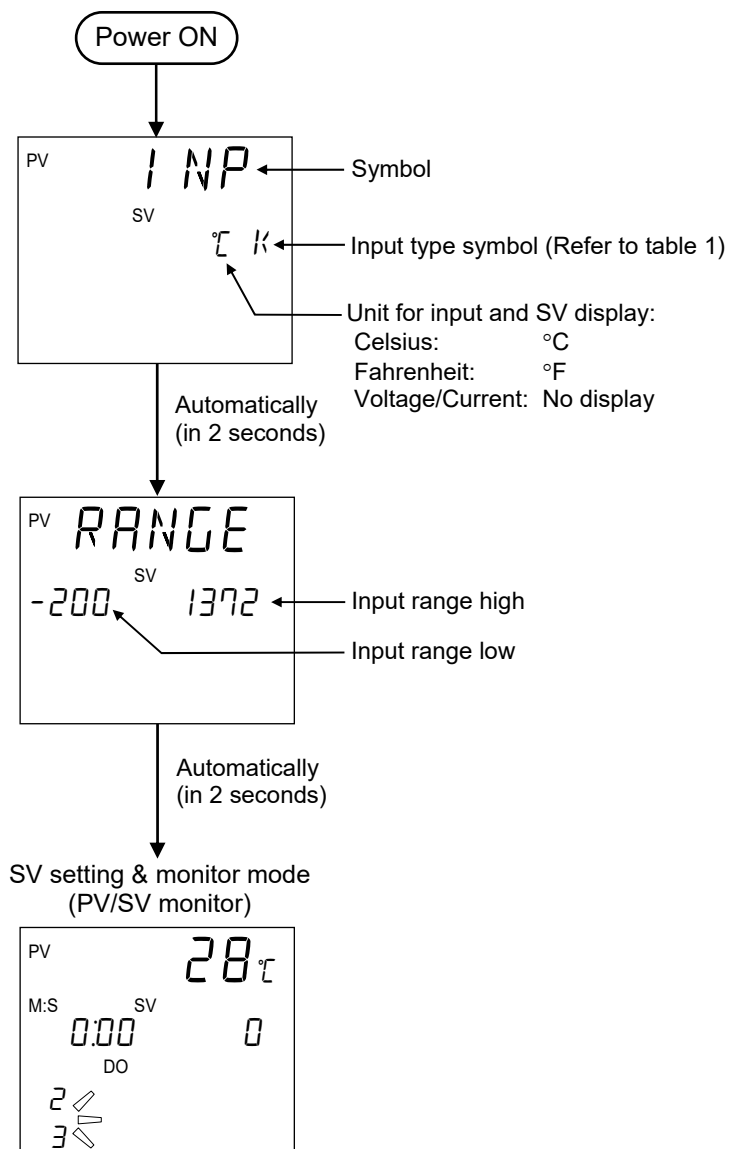 Power ON
PV
INP
Symbol
SV
°C K
Input type symbol (Refer to table 1)
Unit for input and SV display:
Celsius: °C
Fahrenheit: °F
Voltage/Current: No display
Automatically
(in 2 seconds)
PV RANGE
SV
-200 1372
Input range high
Input range low
Automatically
(in 2 seconds)
SV setting & monitor mode
(PV/SV monitor)
PV 28°C
M:S SV
0:00 0
DO
2
3